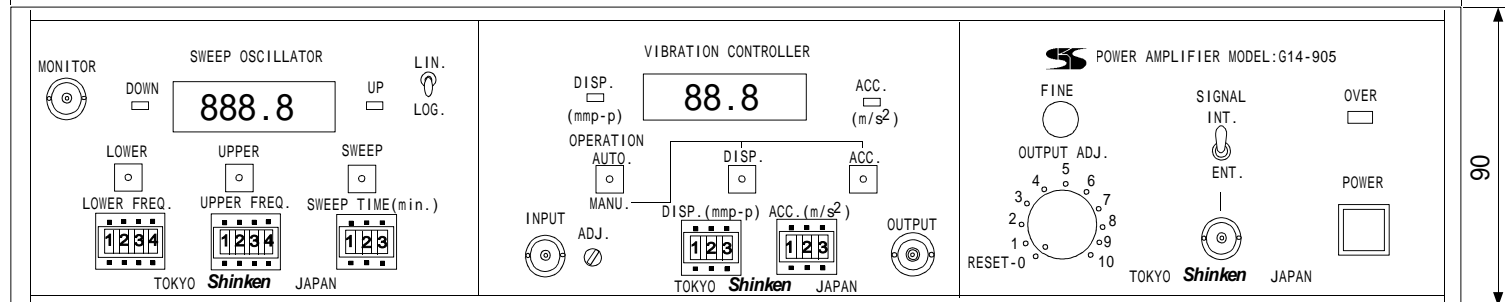 SWEEP OSCILLATOR
MONITOR
DOWN
888.8
UP
LIN.
LOG.
LOWER
UPPER
SWEEP
LOWER FREQ.
UPPER FREQ.
SWEEP TIME(min.)
1234
1234
123
TOKYO Shinken JAPAN
VIBRATION CONTROLLER
DISP.
(mmp-p)
88.8
ACC.
(m/s²)
OPERATION
AUTO.
MANU.
DISP.
ACC.
DISP.(mmp-p)
ACC.(m/s²)
INPUT
ADJ.
123
123
OUTPUT
TOKYO Shinken JAPAN
POWER AMPLIFIER MODEL:G14-905
FINE
SIGNAL
INT.
ENT.
OVER
OUTPUT ADJ.
RESET-0
1
2
3
4
5
6
7
8
9
10
POWER
TOKYO Shinken JAPAN
90